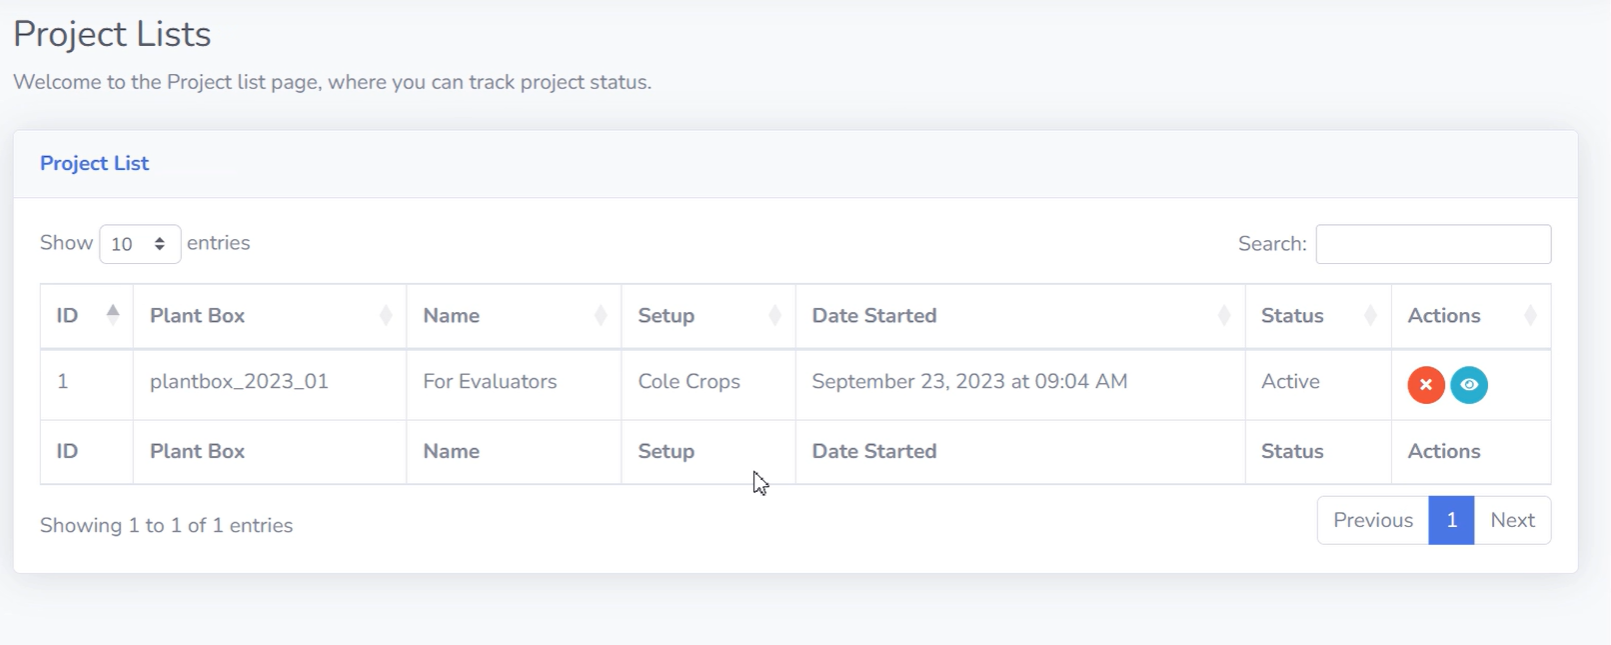 Project Lists
Welcome to the Project list page, where you can track project status.
Project List
Show 10 entries Search:
ID Plant Box Name Setup Date Started Status Actions
1 plantbox_2023_01 For Evaluators Cole Crops September 23, 2023 at 09:04 AM Active
ID Plant Box Name Setup Date Started Status Actions
Showing 1 to 1 of 1 entries Previous 1 Next